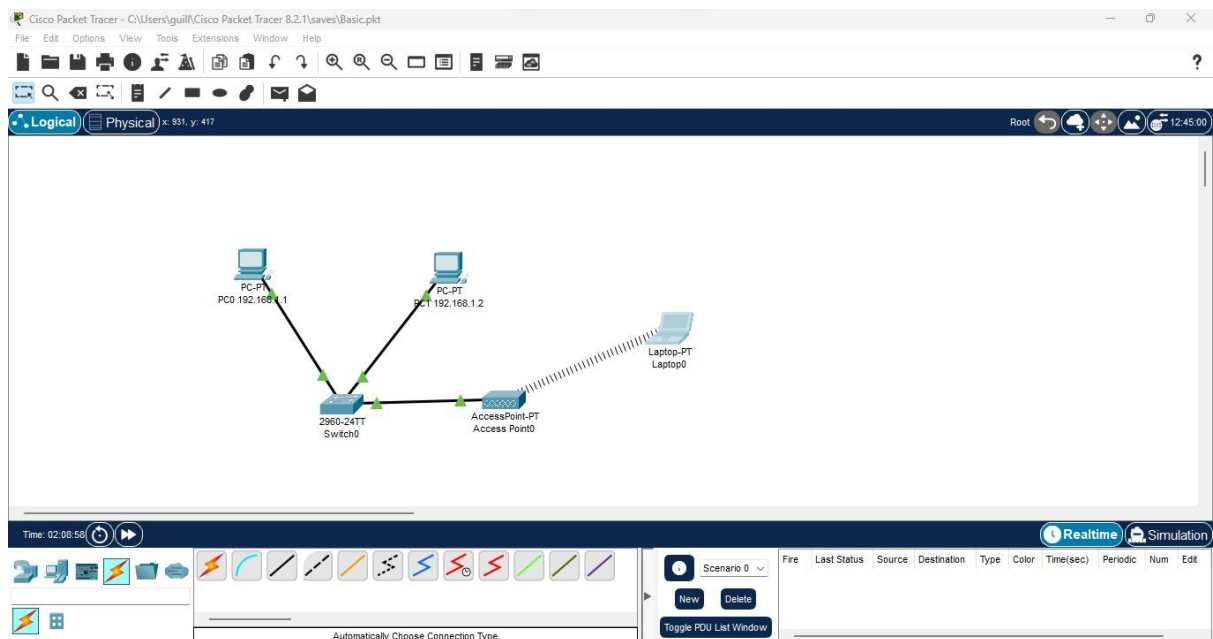 Cisco Packet Tracer - C:\Users\guill\Cisco Packet Tracer 8.2.1\saves\Basic.pkt
File Edit Options View Tools Extensions Window Help
Logical Physical x: 931, y: 417 Root 12:45:00
PC-PT
PC0 192.168.1.1
PC-PT
PC1 192.168.1.2
Laptop-PT
Laptop0
2960-24TT
Switch0
AccessPoint-PT
Access Point0
Time: 02:08:58 Realtime Simulation
Scenario 0
New Delete
Toggle PDU List Window
Fire Last Status Source Destination Type Color Time(sec) Periodic Num Edit
Automatically Choose Connection Type